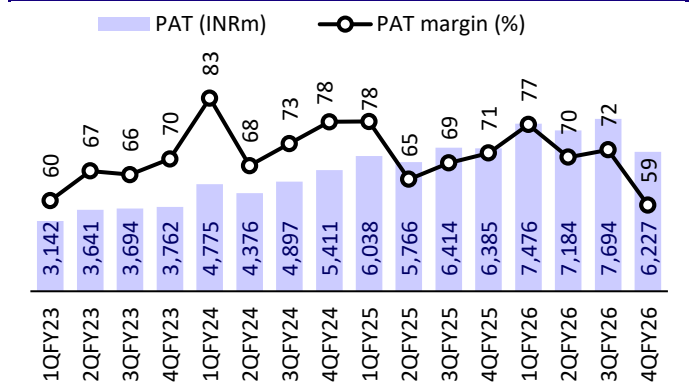 PAT (INRm) PAT margin (%)
60 67 66 70 83 68 73 78 78 65 69 71 77 70 72 59
3,142 3,641 3,694 3,762 4,775 4,376 4,897 5,411 6,038 5,766 6,414 6,385 7,476 7,184 7,694 6,227
1QFY23 2QFY23 3QFY23 4QFY23 1QFY24 2QFY24 3QFY24 4QFY24 1QFY25 2QFY25 3QFY25 4QFY25 1QFY26 2QFY26 3QFY26 4QFY26